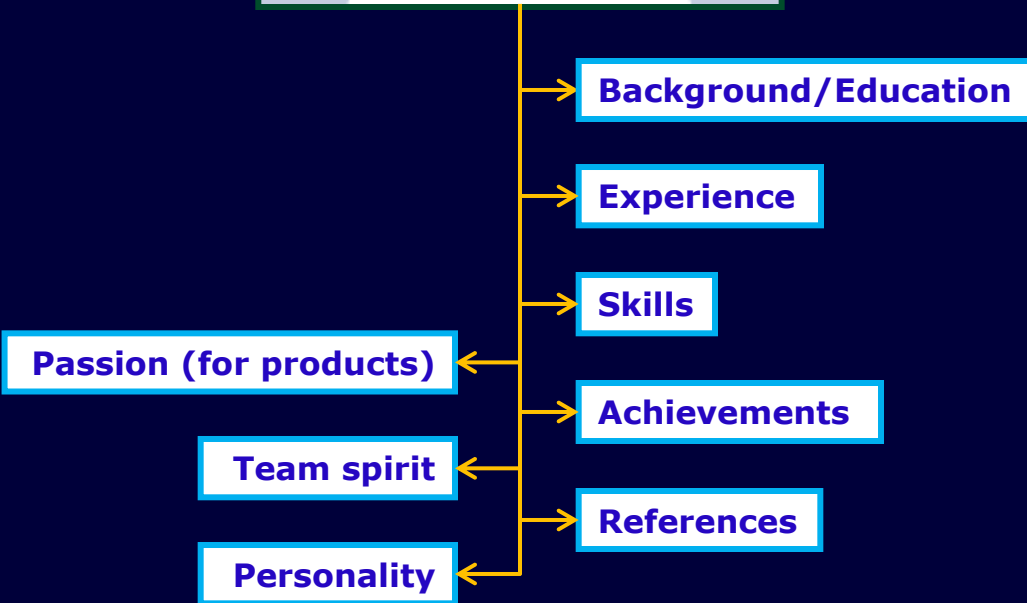 Background/Education
Experience
Skills
Passion (for products)
Achievements
Team spirit
References
Personality